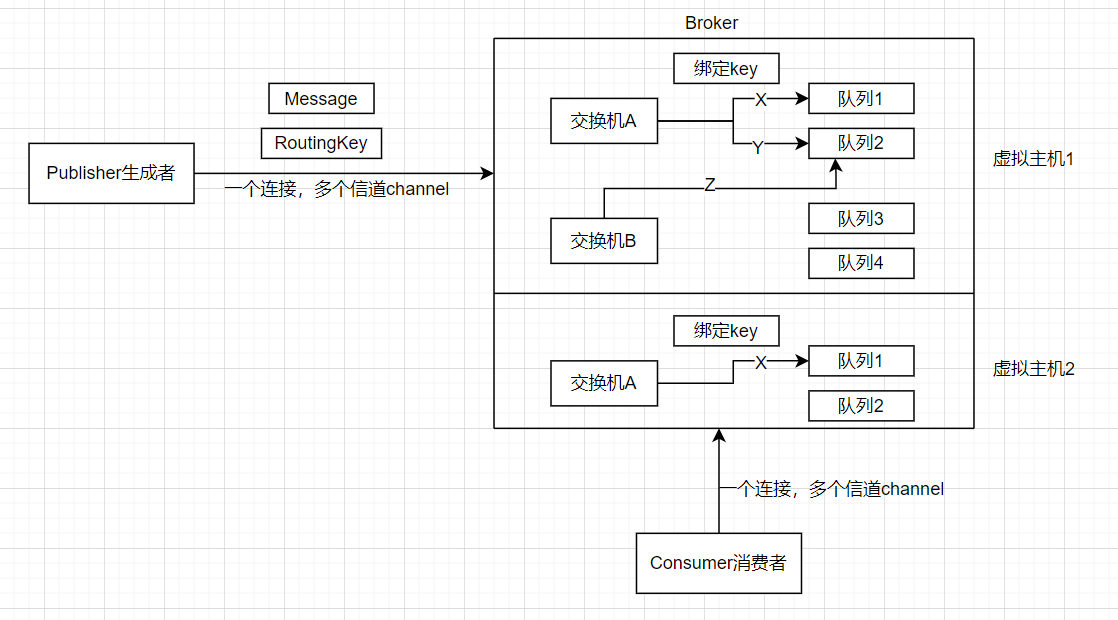 Broker
绑定key
Message
交换机A
X
队列1
RoutingKey
Y
队列2
Publisher生成者
一个连接，多个信道channel
虚拟主机1
Z
队列3
交换机B
队列4
绑定key
交换机A
X
队列1
虚拟主机2
队列2
一个连接，多个信道channel
Consumer消费者